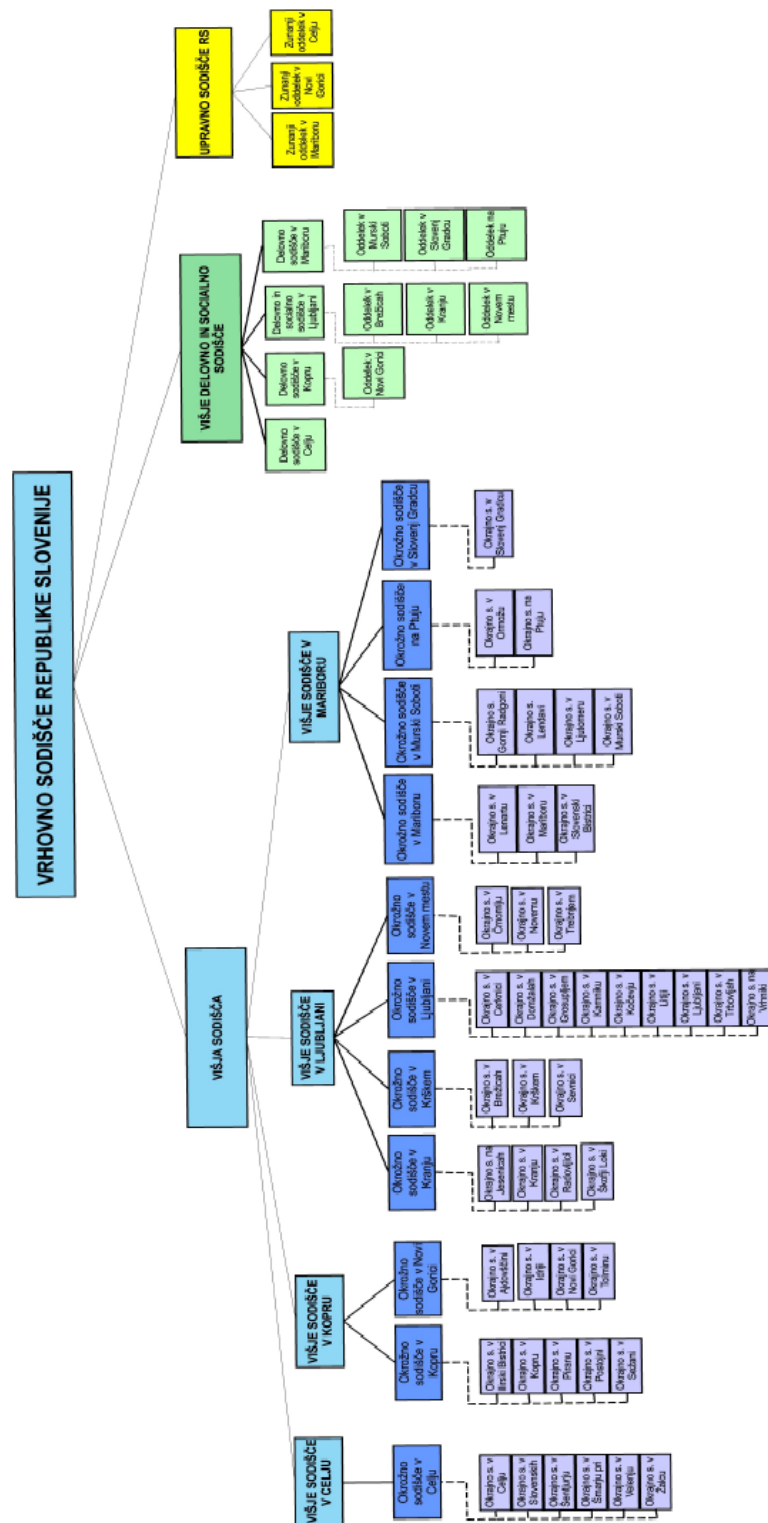 VRHOVNO SODIŠČE REPUBLIKE SLOVENIJE
VIŠJA SODIŠČA
VIŠJE DELOVNO IN SOCIALNO
SODIŠČE
UPRAVNO SODIŠČE RS
VIŠJE SODIŠČE
V CELJU
VIŠJE SODIŠČE
V KOPRU
VIŠJE SODIŠČE
V LJUBLJANI
VIŠJE SODIŠČE V
MARIBORU
Delovno
sodišče v
Celju
Delovno
sodišče v
Kopru
Delovno in
socialno
sodišče v
Ljubljani
Delovno
sodišče v
Mariboru
Zunanji
oddelek v
Mariboru
Zunanji
oddelek v
Novi
Gorici
Zunanji
oddelek v
Celju
Oddelek v
Novi Gorici
Oddelek v
Brežicah
Oddelek v
Kranju
Oddelek v
Novem
mestu
Oddelek v
Murski
Soboti
Oddelek v
Slovenj
Gradcu
Oddelek na
Ptuju
Okrožno
sodišče v
Celju
Okrožno
sodišče v
Kopru
Okrožno
sodišče v Novi
Gorici
Okrožno
sodišče v
Kranju
Okrožno
sodišče v
Krškem
Okrožno
sodišče v
Ljubljani
Okrožno
sodišče v
Novem mestu
Okrožno sodišče
v Mariboru
Okrožno sodišče
v Murski Soboti
Okrožno sodišče
na Ptuju
Okrožno sodišče
v Slovenj Gradcu
Okrajno s. v
Celju
Okrajno s. v
Slovenskih
Okrajno s. v
Šentjurju
Okrajno s. v
Šmarju pri
Okrajno s. v
Velenju
Okrajno s. v
Žalcu
Okrajno s. v
Ilirski Bistrici
Okrajno s. v
Kopru
Okrajno s. v
Piranu
Okrajno s. v
Postojni
Okrajno s. v
Sežani
Okrajno s. v
Ajdovščini
Okrajno s. v
Idriji
Okrajno s. v
Novi Gorici
Okrajno s. v
Tolminu
Okrajno s. na
Jesenicah
Okrajno s. v
Kranju
Okrajno s. v
Radovljici
Okrajno s. v
Škofji Loki
Okrajno s. v
Brežicah
Okrajno s. v
Krškem
Okrajno s. v
Sevnici
Okrajno s. v
Cerknici
Okrajno s. v
Domžalah
Okrajno s. v
Grosupljem
Okrajno s. v
Kamniku
Okrajno s. v
Kočevju
Okrajno s. v
Litiji
Okrajno s. v
Ljubljani
Okrajno s. v
Trbovljah
Okrajno s. na
Vrhniki
Okrajno s. v
Črnomlju
Okrajno s. v
Novemu
Okrajno s. v
Trebnjem
Okrajno s. v
Lenartu
Okrajno s. v
Mariboru
Okrajno s. v
Slovenski
Bistrici
Okrajno s.
Gornji Radgoni
Okrajno s.
Lendavi
Okrajno s. v
Ljutomeru
Okrajno s. v
Murski Soboti
Okrajno s. v
Ormožu
Okrajno s. na
Ptuju
Okrajno s. v
Slovenj Gradcu